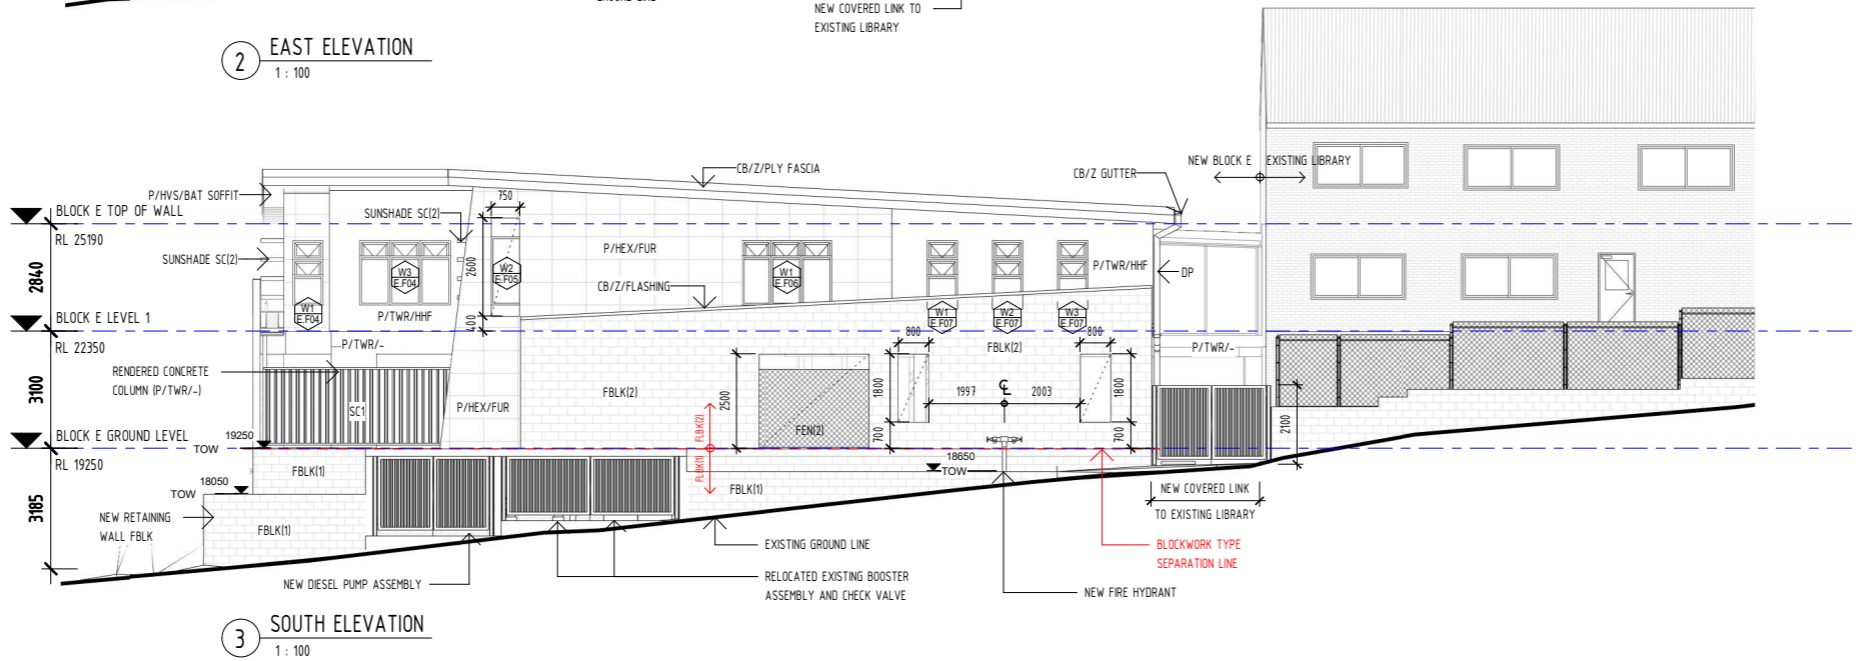 GROUND LINE
NEW COVERED LINK TO
EXISTING LIBRARY
2
EAST ELEVATION
1 : 100
P/HVS/BAT SOFFIT
BLOCK E TOP OF WALL
RL 25190
SUNSHADE SC(2)
SUNSHADE SC(2)
750
2600
400
CB/Z/PLY FASCIA
CB/Z GUTTER
NEW BLOCK E
EXISTING LIBRARY
P/HEX/FUR
P/TWR/HHF
DP
W3
E.F04
W2
E.F05
W1
E.F06
W1
E.F04
P/TWR/HHF
CB/Z/FLASHING
W1
E.F07
W2
E.F07
W3
E.F07
2840
BLOCK E LEVEL 1
RL 22350
P/TWR/-
800
800
FBLK(2)
P/TWR/-
RENDERED CONCRETE
COLUMN (P/TWR/-)
SC1
P/HEX/FUR
FBLK(2)
2500
FEN(2)
1800
700
1997
CL
2003
1800
700
2100
3100
BLOCK E GROUND LEVEL
RL 19250
19250
TOW
FLBK(2)
FLBK(1)
18650
TOW
FBLK(1)
FBLK(1)
18050
TOW
FBLK(1)
3185
NEW RETAINING
WALL FBLK
NEW COVERED LINK
TO EXISTING LIBRARY
EXISTING GROUND LINE
BLOCKWORK TYPE
SEPARATION LINE
NEW DIESEL PUMP ASSEMBLY
RELOCATED EXISTING BOOSTER
ASSEMBLY AND CHECK VALVE
NEW FIRE HYDRANT
3
SOUTH ELEVATION
1 : 100